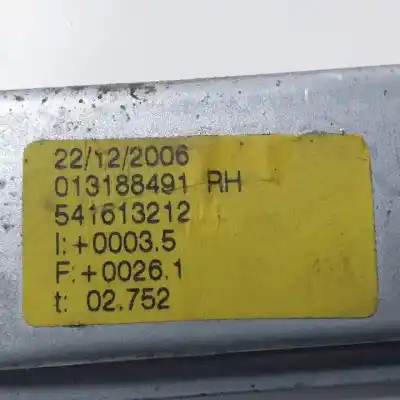 22/12/2006
013188491 RH
541613212
I:+0003.5
F:+0026.1
t: 02.752